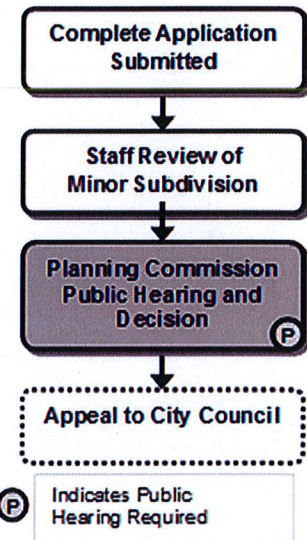 Complete Application
Submitted
Staff Review of
Minor Subdivision
Planning Commission
Public Hearing and
Decision
P
Appeal to City Council
P
Indicates Public
Hearing Required